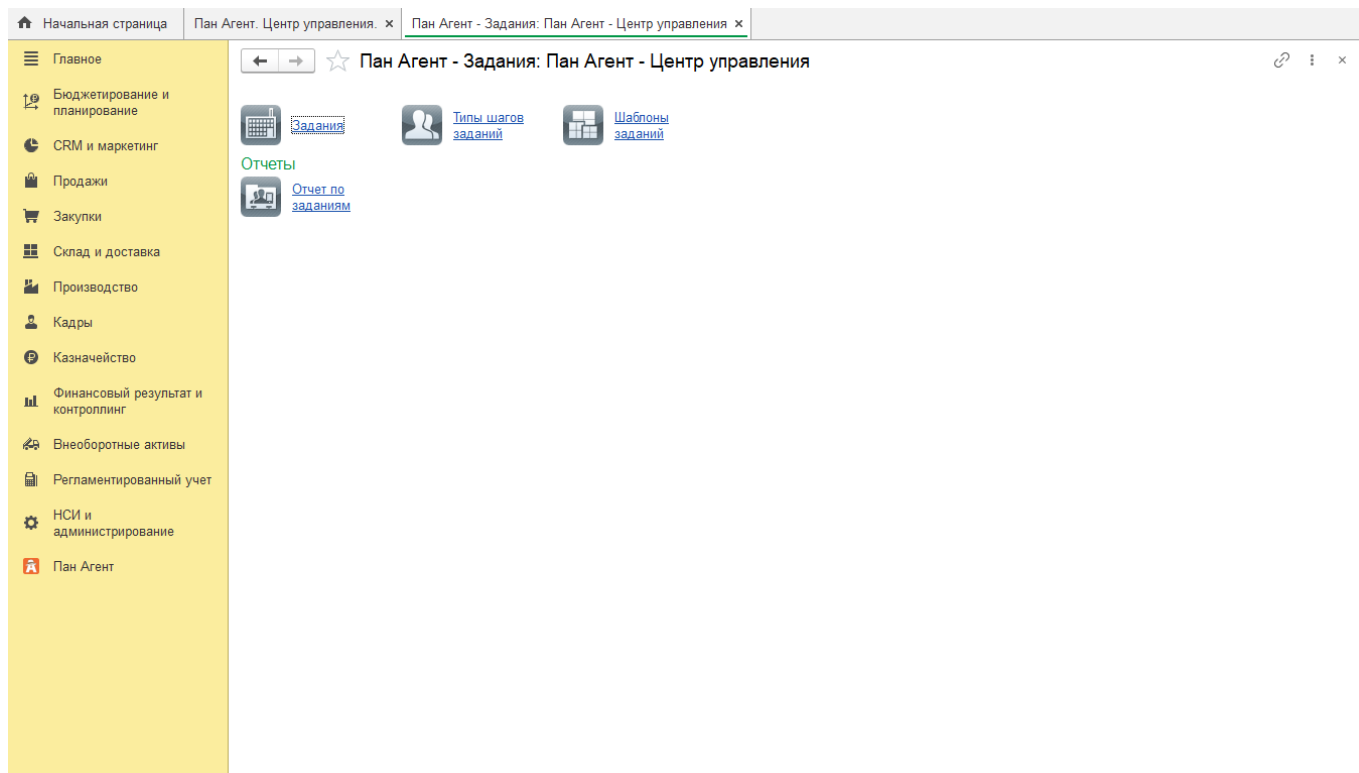 Начальная страница
Пан Агент. Центр управления. ×
Пан Агент - Задания: Пан Агент - Центр управления ×
Главное
Бюджетирование и
планирование
CRM и маркетинг
Продажи
Закупки
Склад и доставка
Производство
Кадры
Казначейство
Финансовый результат и
контроллинг
Внеоборотные активы
Регламентированный учет
НСИ и
администрирование
Пан Агент
Пан Агент - Задания: Пан Агент - Центр управления
Задания
Типы шагов
заданий
Шаблоны
заданий
Отчеты
Отчет по
заданиям